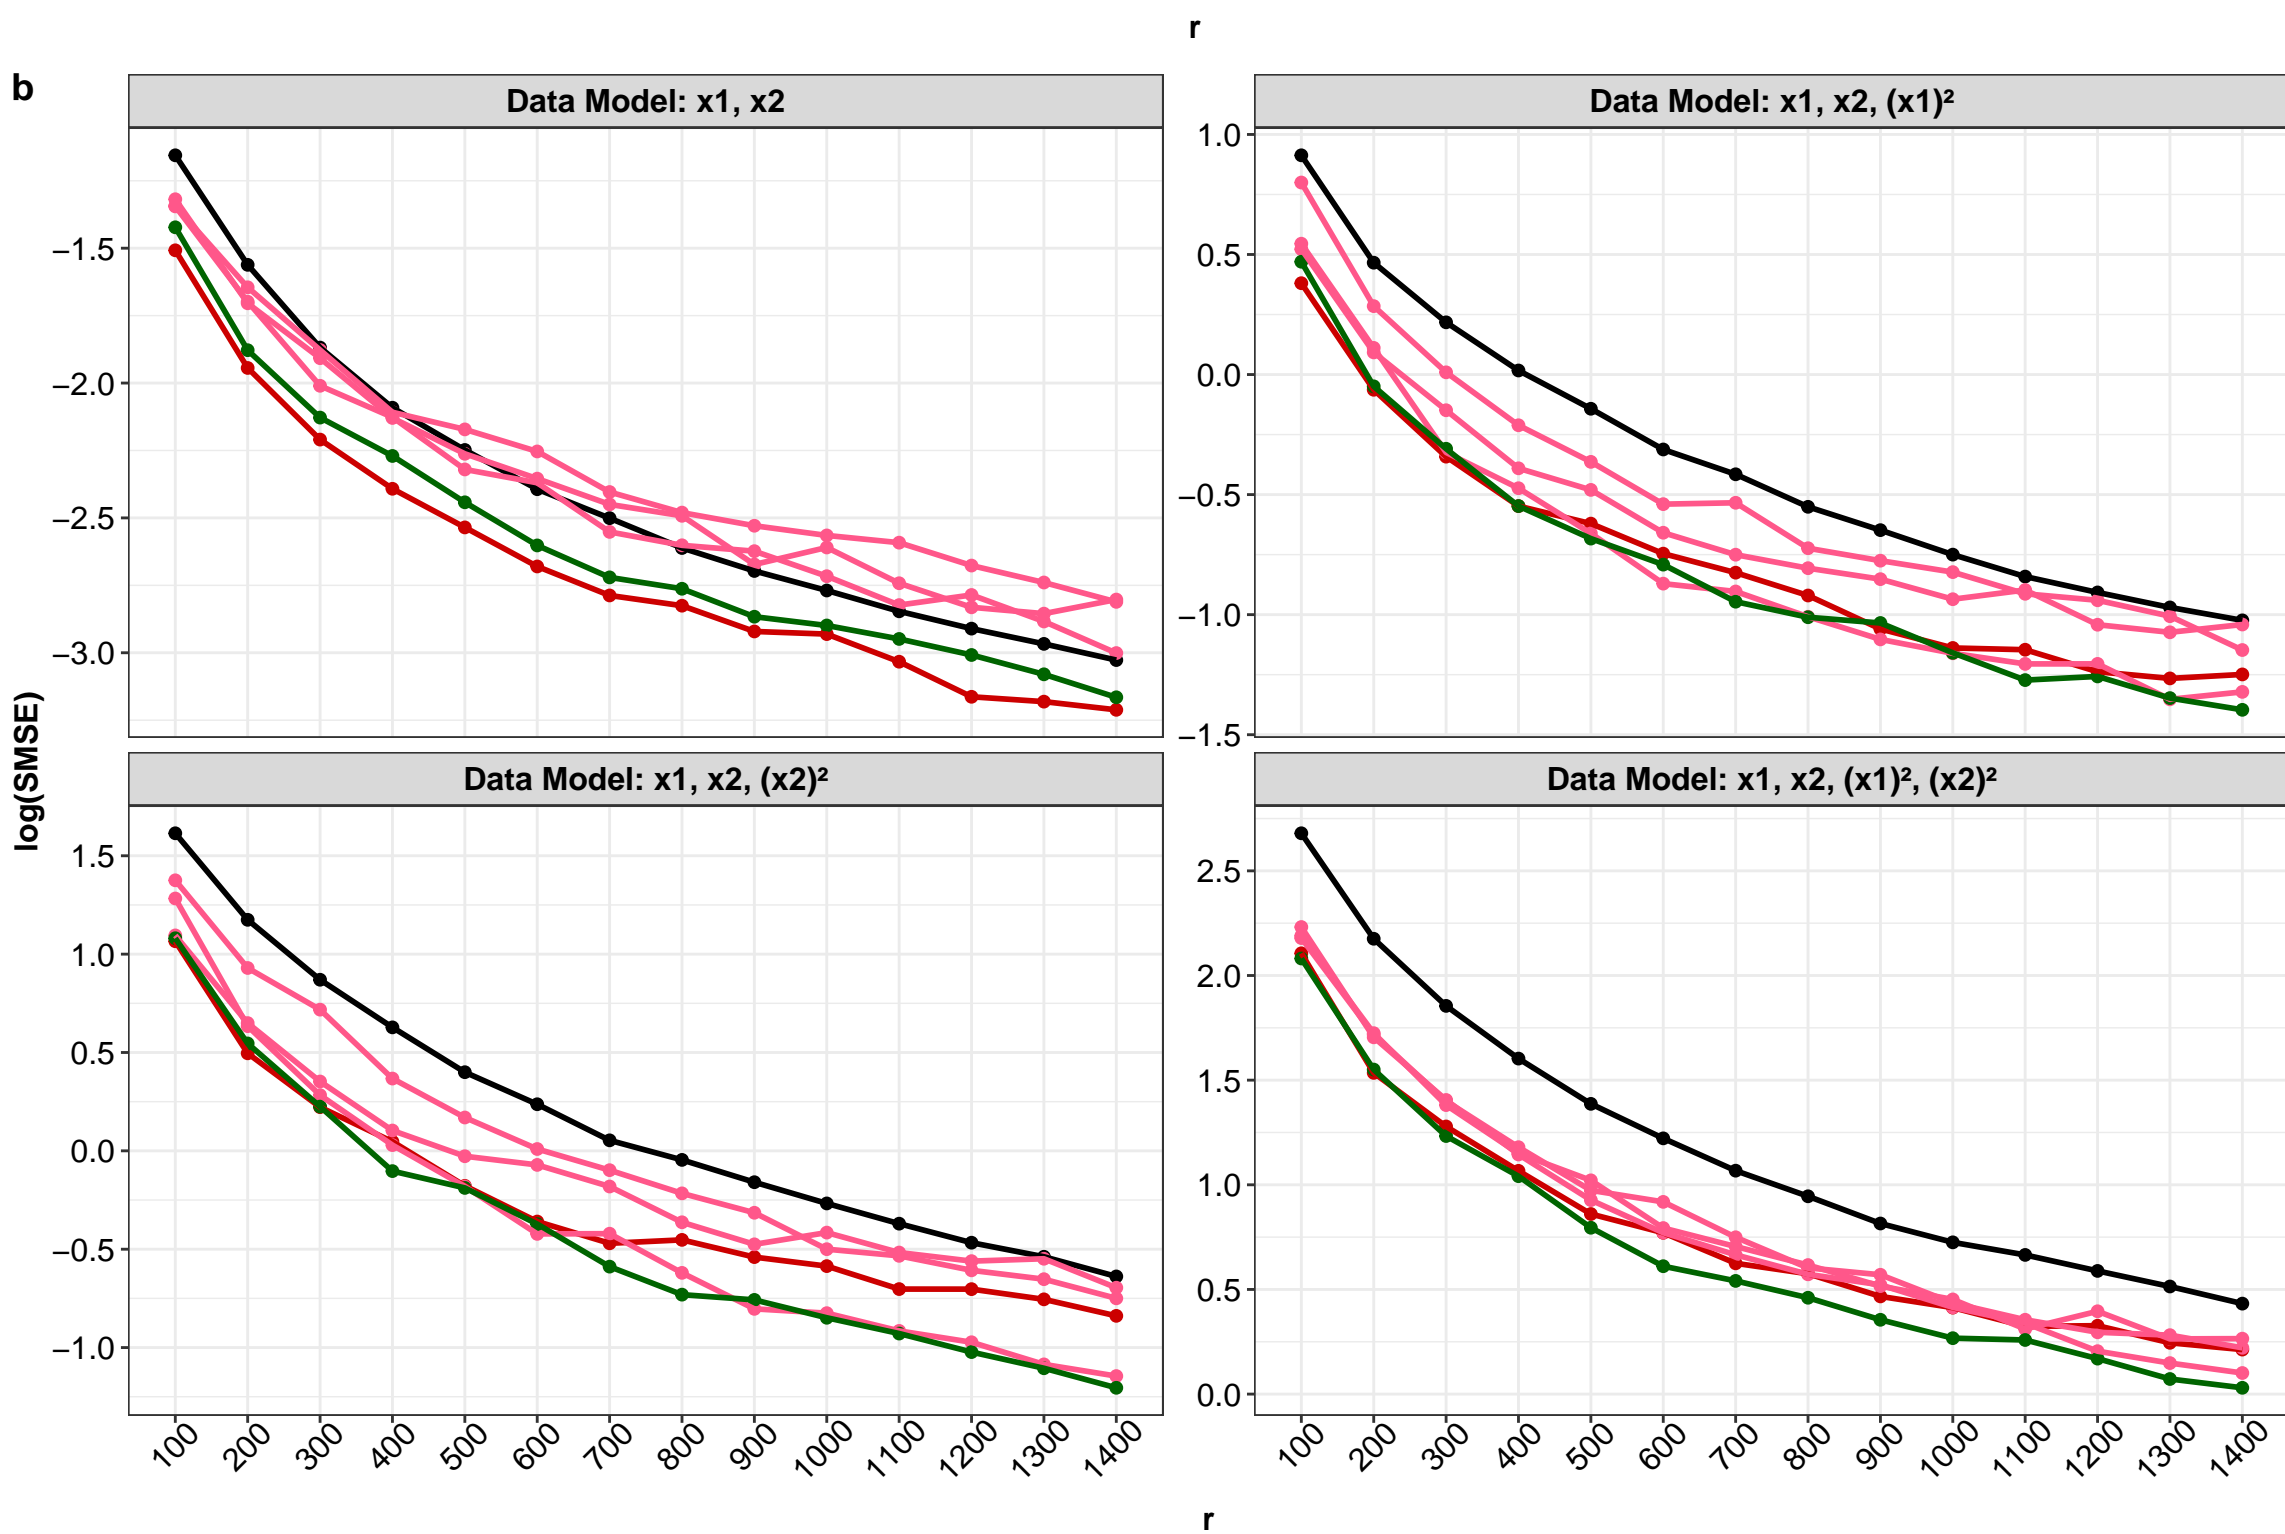 r
b
Data Model: x1, x2
Data Model: x1, x2, (x1)²
−1.5
−2.0
−2.5
−3.0
1.0
0.5
0.0
−0.5
−1.0
−1.5
log(SMSE)
Data Model: x1, x2, (x2)²
Data Model: x1, x2, (x1)², (x2)²
1.5
1.0
0.5
0.0
−0.5
−1.0
2.5
2.0
1.5
1.0
0.5
0.0
100 200 300 400 500 600 700 800 900 1000 1100 1200 1300 1400
100 200 300 400 500 600 700 800 900 1000 1100 1200 1300 1400
r